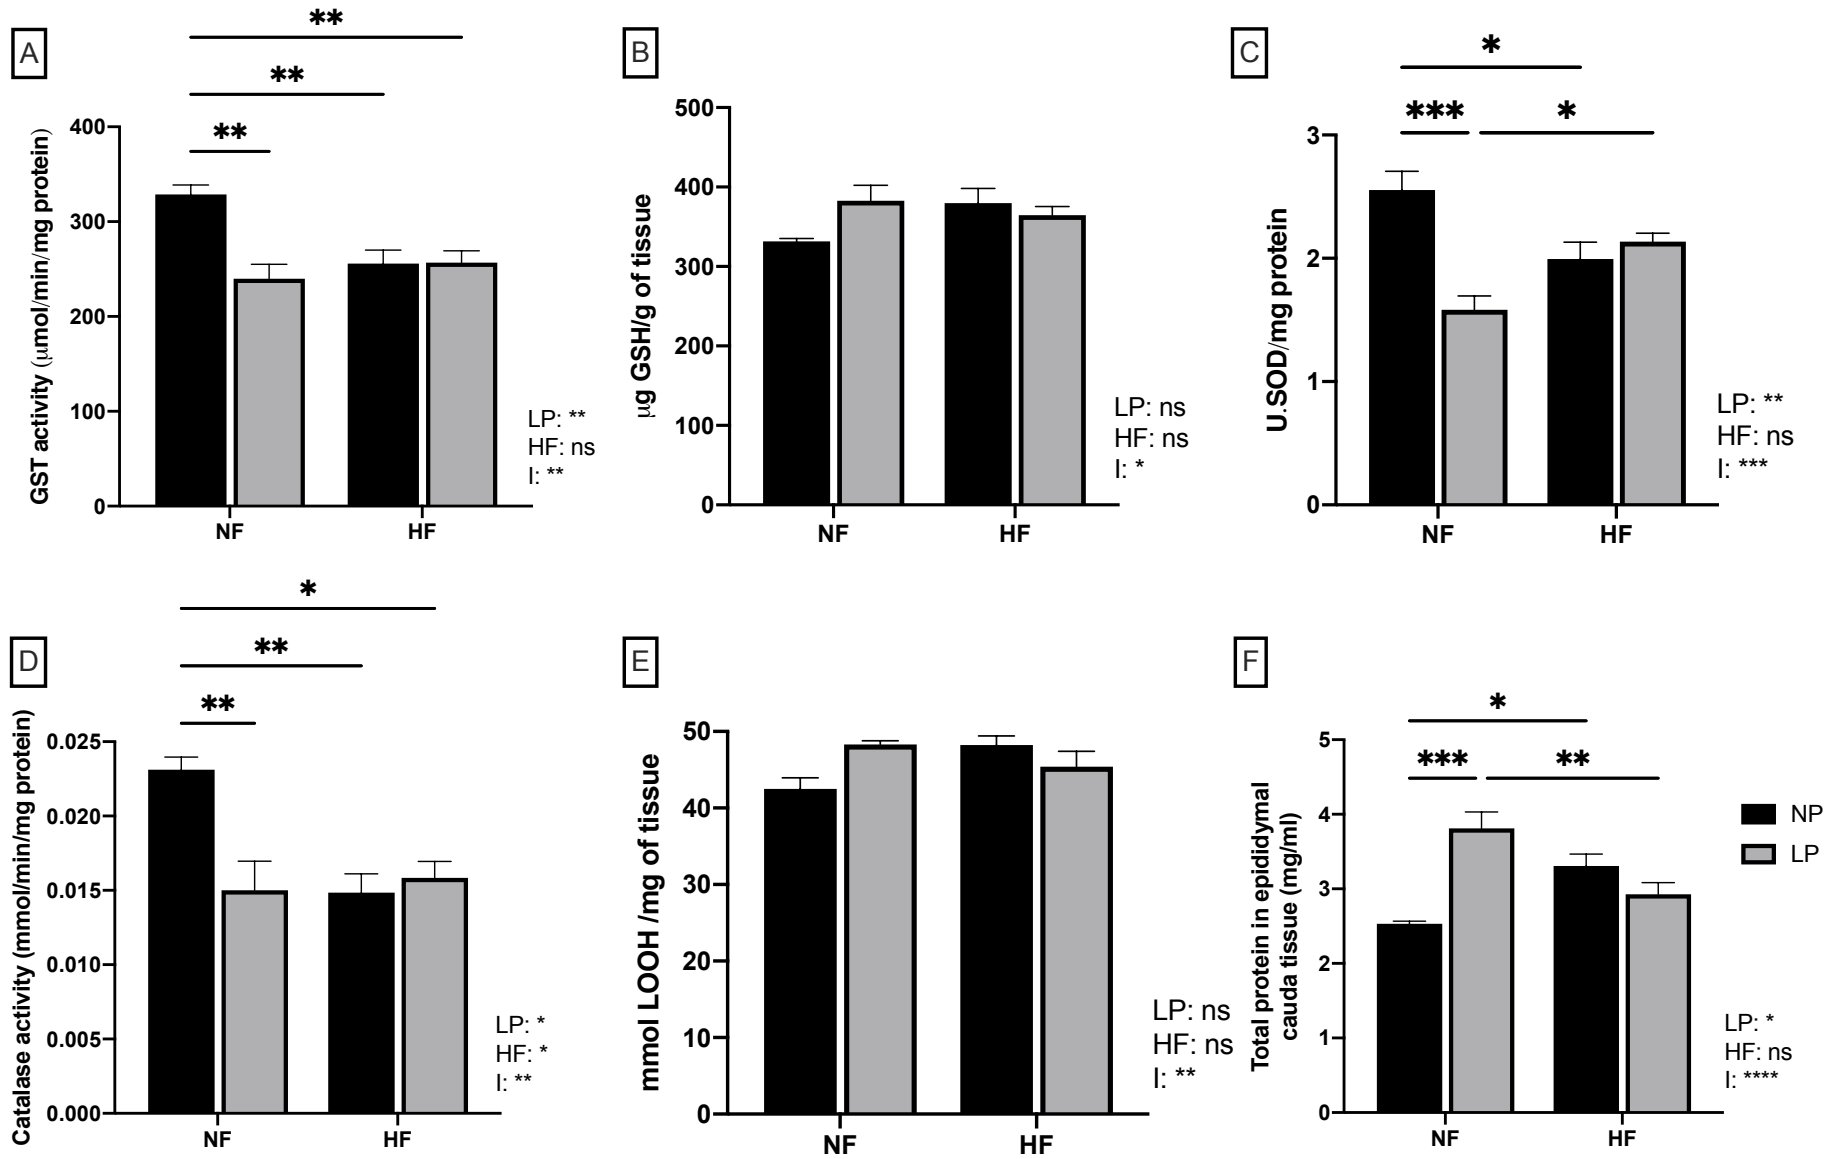 A
**
**
**
GST activity (µmol/min/mg protein)
400
300
200
100
0
NF
HF
LP: **
HF: ns
I: **
B
µg GSH/g of tissue
500
400
300
200
100
0
NF
HF
LP: ns
HF: ns
I: *
C
*
***
*
U.SOD/mg protein
3
2
1
0
NF
HF
LP: **
HF: ns
I: ***
D
*
**
**
Catalase activity (mmol/min/mg protein)
0.025
0.020
0.015
0.010
0.005
0.000
NF
HF
LP: *
HF: *
I: **
E
mmol LOOH /mg of tissue
50
40
30
20
10
0
NF
HF
LP: ns
HF: ns
I: **
F
*
***
**
Total protein in epididymal
cauda tissue (mg/ml)
5
4
3
2
1
0
NF
HF
NP
LP
LP: *
HF: ns
I: ****